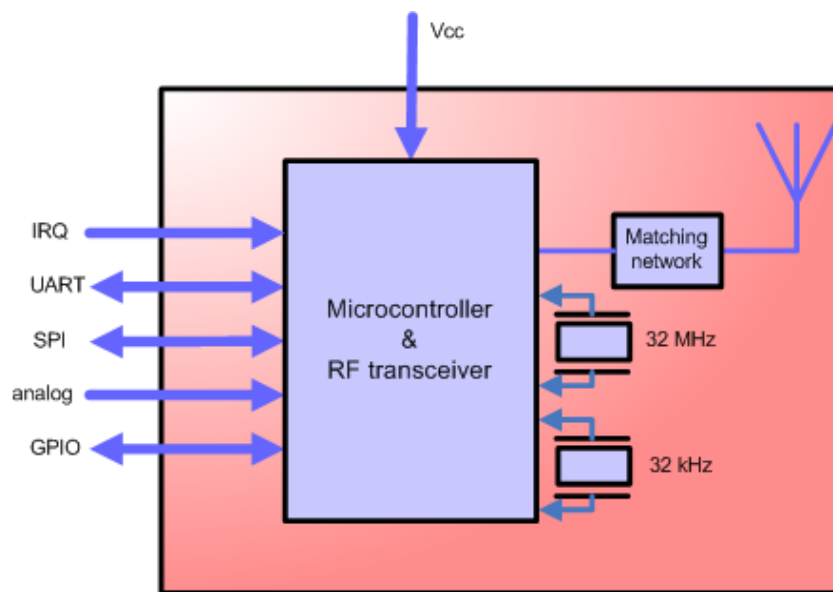 Vcc
IRQ
UART
SPI
analog
GPIO
Microcontroller
&
RF transceiver
Matching
network
32 MHz
32 kHz